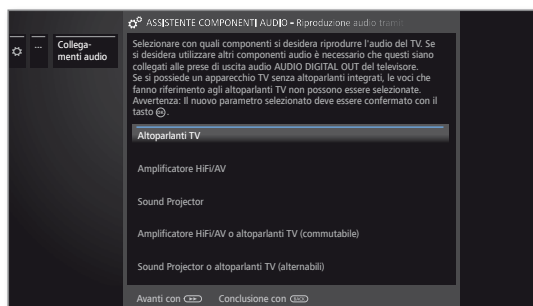 ASSISTENTE COMPONENTI AUDIO - Riproduzione audio tramit
...
Collega-
menti audio
Selezionare con quali componenti si desidera riprodurre l'audio del TV. Se
si desidera utilizzare altri componenti audio è necessario che questi siano
collegati alle prese di uscita audio AUDIO DIGITAL OUT del televisore.
Se si possiede un apparecchio TV senza altoparlanti integrati, le voci che
fanno riferimento agli altoparlanti TV non possono essere selezionate.
Avvertenza: Il nuovo parametro selezionato deve essere confermato con il
tasto OK.
Altoparlanti TV
Amplificatore HiFi/AV
Sound Projector
Amplificatore HiFi/AV o altoparlanti TV (commutabile)
Sound Projector o altoparlanti TV (alternabili)
Avanti con Conclusione con BACK